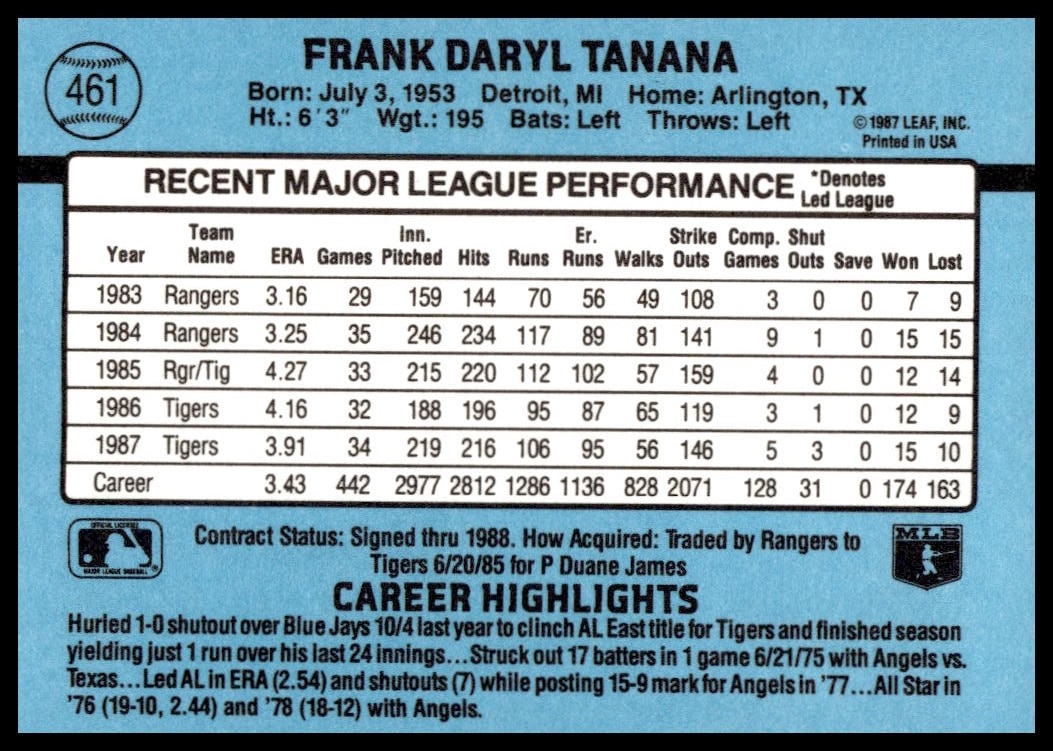 461
FRANK DARYL TANANA
Born: July 3, 1953 Detroit, MI Home: Arlington, TX
Ht.: 6'3" Wgt.: 195 Bats: Left Throws: Left
©1987 LEAF, INC.
Printed in USA
RECENT MAJOR LEAGUE PERFORMANCE *Denotes Led League
Year Team Name ERA Games Inn. Pitched Hits Runs Er. Runs Walks Strike Outs Comp. Games Shut Outs Save Won Lost
1983 Rangers 3.16 29 159 144 70 56 49 108 3 0 0 7 9
1984 Rangers 3.25 35 246 234 117 89 81 141 9 1 0 15 15
1985 Rgr/Tig 4.27 33 215 220 112 102 57 159 4 0 0 12 14
1986 Tigers 4.16 32 188 196 95 87 65 119 3 1 0 12 9
1987 Tigers 3.91 34 219 216 106 95 56 146 5 3 0 15 10
Career 3.43 442 2977 2812 1286 1136 828 2071 128 31 0 174 163
OFFICIAL LICENSEE
MAJOR LEAGUE BASEBALL
®
Contract Status: Signed thru 1988. How Acquired: Traded by Rangers to
Tigers 6/20/85 for P Duane James
MLB
CAREER HIGHLIGHTS
Hurled 1-0 shutout over Blue Jays 10/4 last year to clinch AL East title for Tigers and finished season
yielding just 1 run over his last 24 innings...Struck out 17 batters in 1 game 6/21/75 with Angels vs.
Texas...Led AL in ERA (2.54) and shutouts (7) while posting 15-9 mark for Angels in '77...All Star in
'76 (19-10, 2.44) and '78 (18-12) with Angels.